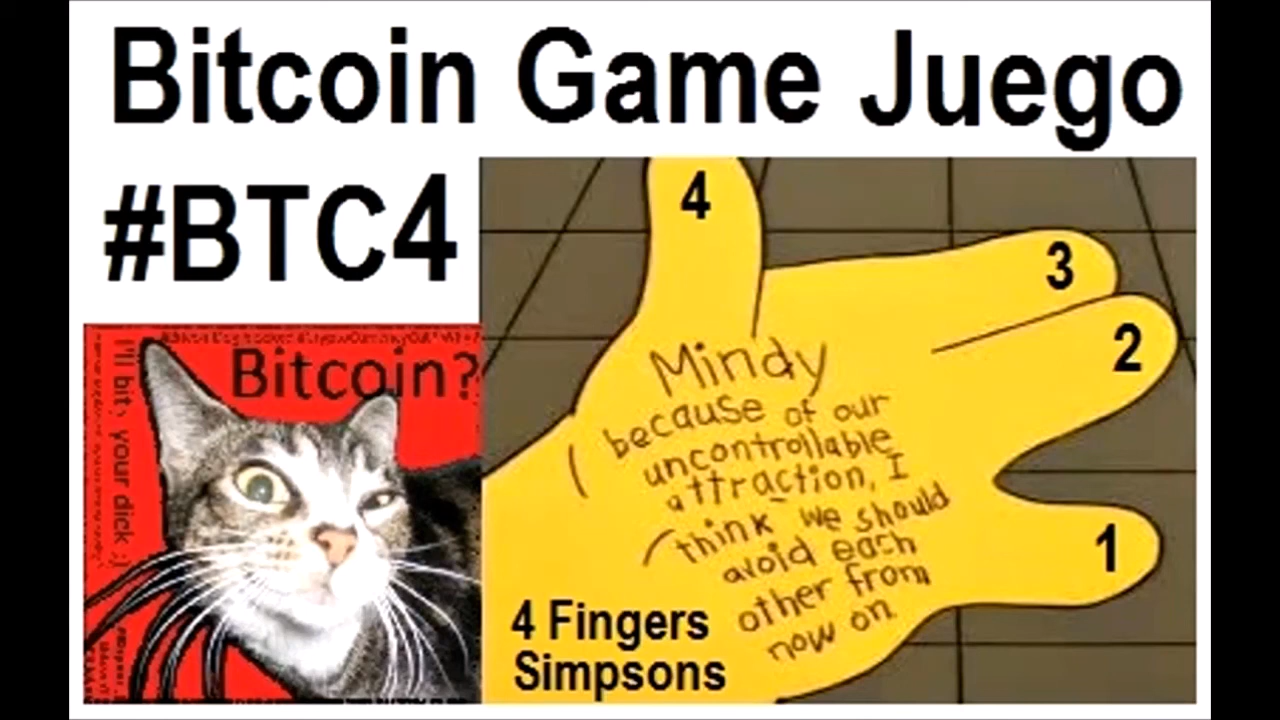 Bitcoin Game Juego
#BTC4
4
3
2
1
Mindy
because of our
uncontrollable
attraction, I
think we should
avoid each
other from
now on
4 Fingers
Simpsons
Bitcoin?
I'll bit, your dick ;)